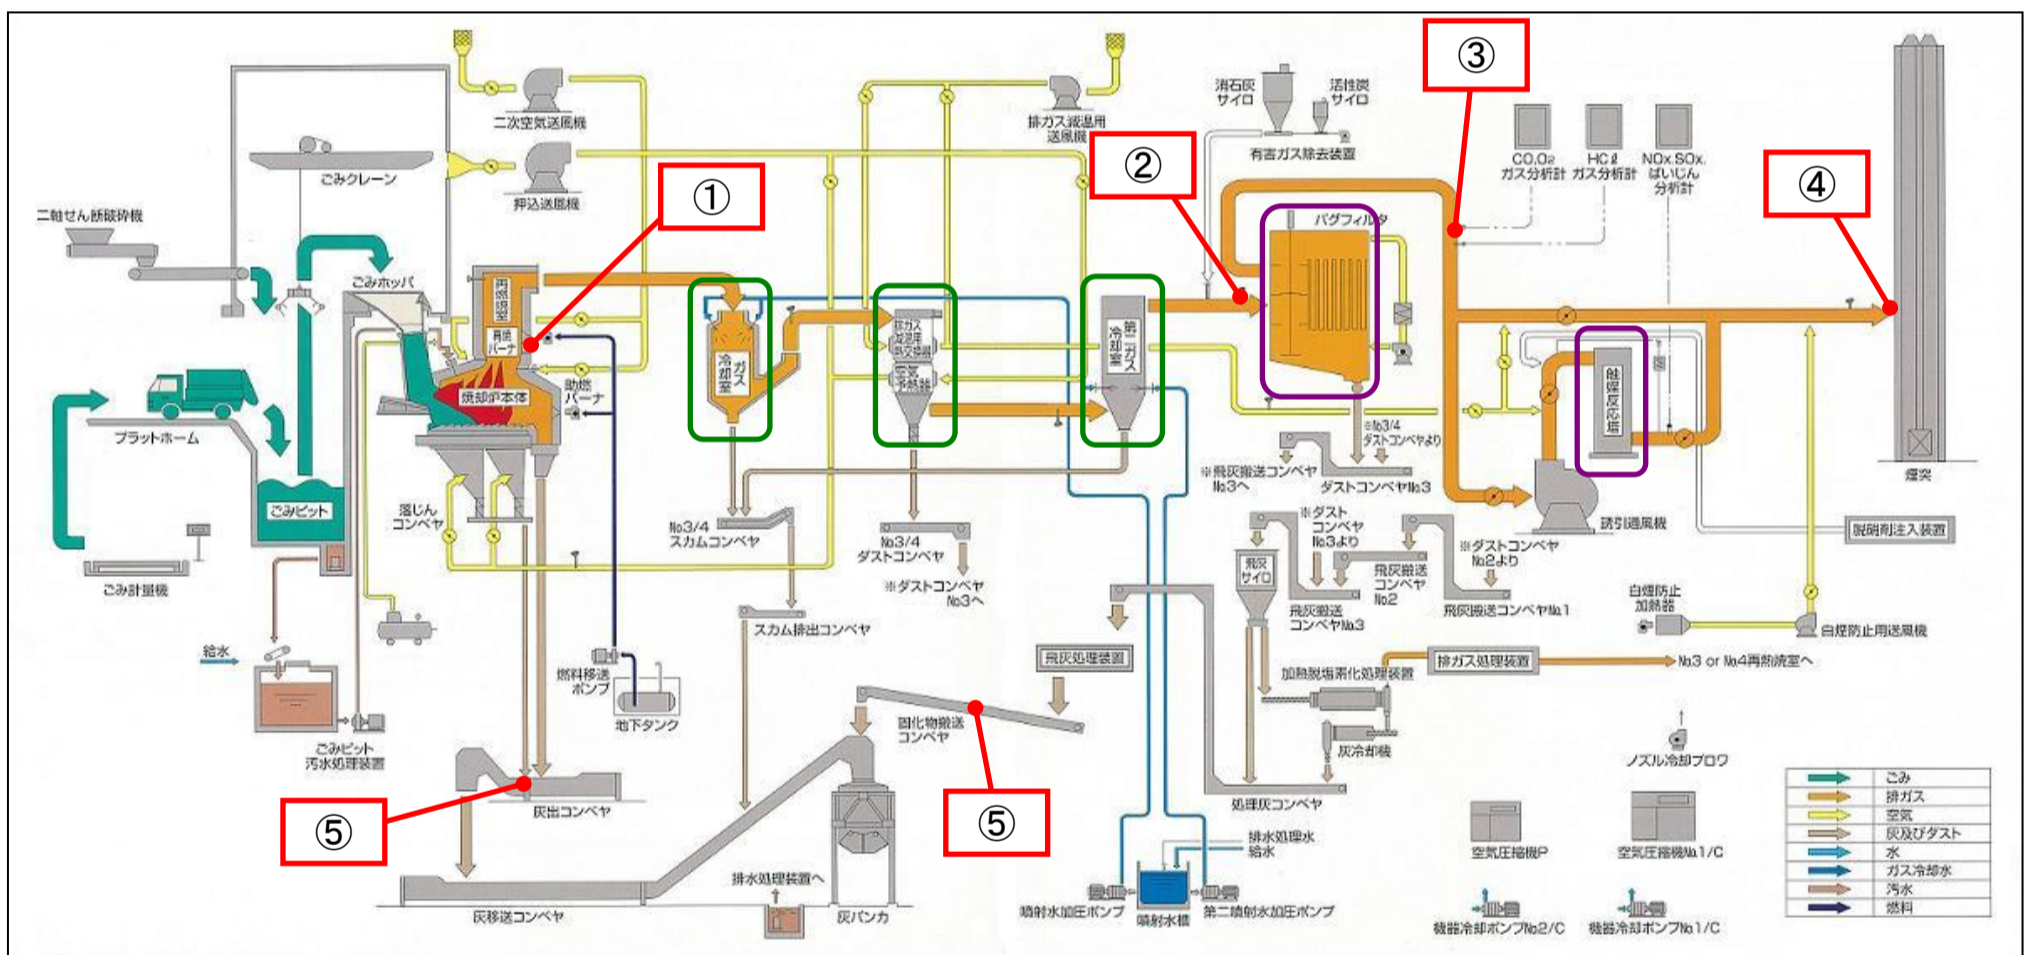 ①
②
③
④
⑤
⑤
二次空気送風機
押込送風機
ごみクレーン
二軸せん断破砕機
ごみホッパ
再燃焼室
再燃
バーナ
焼却炉本体
助燃
バーナ
プラットホーム
ごみピット
ごみ計量機
落じん
コンベヤ
給水
ごみピット
汚水処理装置
燃料移送
ポンプ
地下タンク
ガス
冷却室
排ガス
減温用
熱交換器
空気
予熱器
第二ガス
冷却室
排ガス減温用
送風機
消石灰
サイロ
活性炭
サイロ
有害ガス除去装置
バグフィルタ
CO.O₂
ガス分析計
HCℓ
ガス分析計
NOx.SOx.
ばいじん
分析計
触媒反応塔
煙突
誘引通風機
脱硝剤注入装置
白煙防止
加熱器
白煙防止用送風機
No3/4
スカムコンベヤ
No3/4
ダストコンベヤ
※ダストコンベヤ
No3へ
スカム排出コンベヤ
※No3/4
ダストコンベヤより
※飛灰搬送コンベヤ
No3へ
ダストコンベヤNo3
飛灰
サイロ
※ダスト
コンベヤ
No3より
飛灰搬送
コンベヤNo3
飛灰搬送
コンベヤ
No2
※ダストコンベヤ
No2より
飛灰搬送コンベヤNo1
飛灰処理装置
加熱脱塩素化処理装置
排ガス処理装置
No3 or No4再燃焼室へ
灰冷却機
処理灰コンベヤ
固化物搬送
コンベヤ
灰出コンベヤ
灰移送コンベヤ
灰バンカ
排水処理装置へ
排水処理水
給水
噴射水加圧ポンプ
噴射水槽
第二噴射水加圧ポンプ
ノズル冷却ブロワ
空気圧縮機P
空気圧縮機No1/C
機器冷却ポンプNo2/C
機器冷却ポンプNo1/C
ごみ
排ガス
空気
灰及びダスト
水
ガス冷却水
汚水
燃料